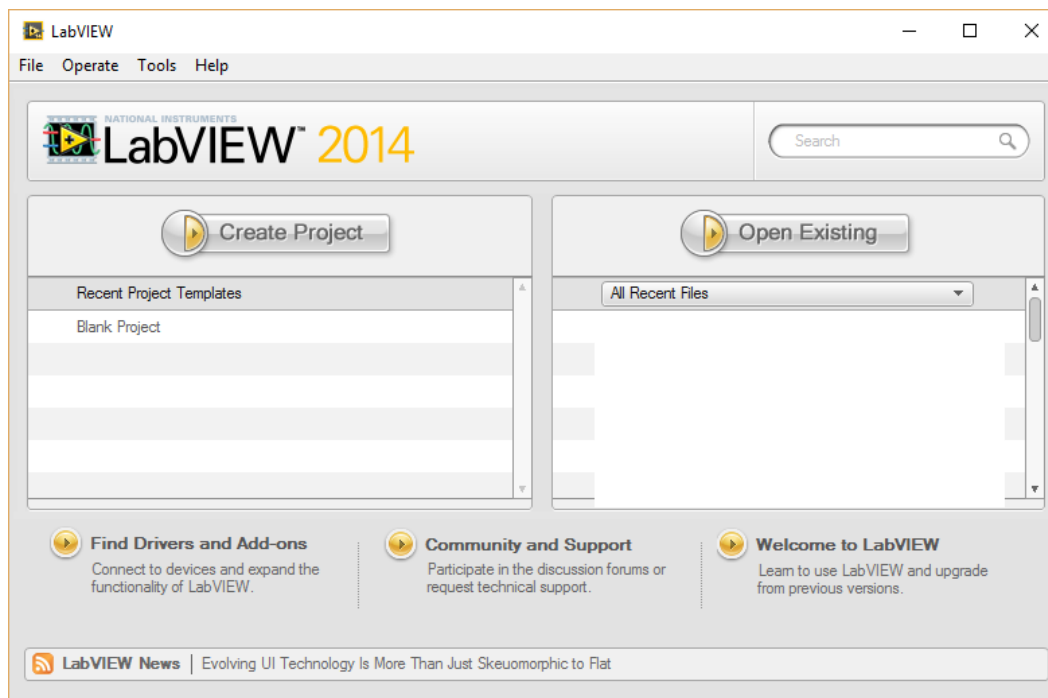 LabVIEW
File Operate Tools Help
NATIONAL INSTRUMENTS
LabVIEW™ 2014
Search
Create Project
Recent Project Templates
Blank Project
Open Existing
All Recent Files
Find Drivers and Add-ons
Connect to devices and expand the
functionality of LabVIEW.
Community and Support
Participate in the discussion forums or
request technical support.
Welcome to LabVIEW
Learn to use LabVIEW and upgrade
from previous versions.
LabVIEW News | Evolving UI Technology Is More Than Just Skeuomorphic to Flat